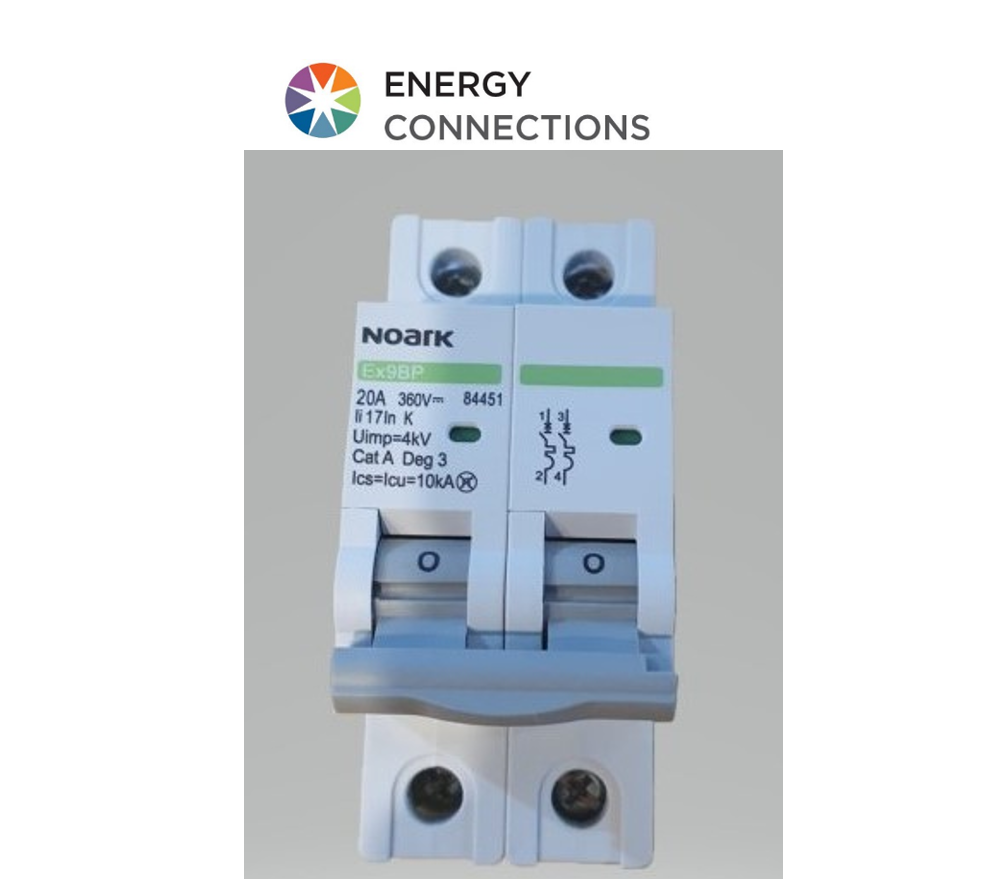 ENERGY
CONNECTIONS
NOARK
Ex9BP
20A 360V⎓ 84451
Ii 17In K
Uimp=4kV
Cat A Deg 3
Ics=Icu=10kA
1 3
2 4
O O